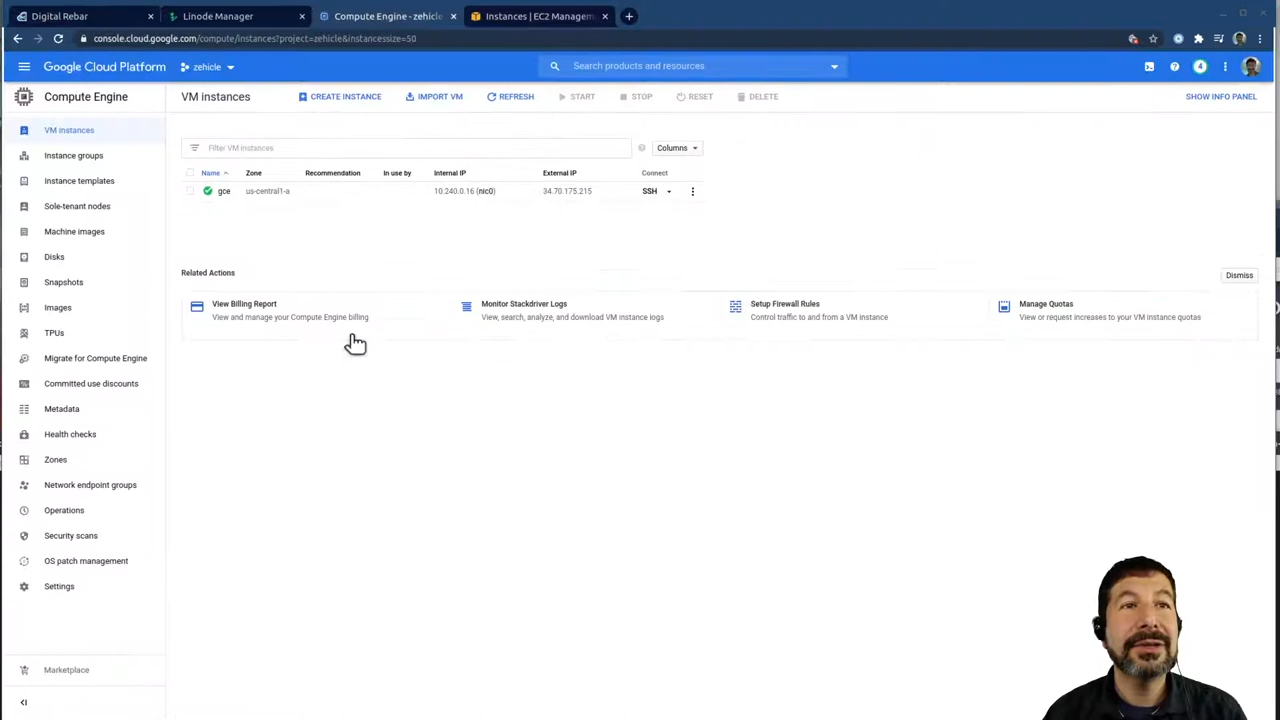 Digital Rebar
Linode Manager
Compute Engine - zehicle
Instances | EC2 Managem
console.cloud.google.com/compute/instances?project=zehicle&instancessize=50
Google Cloud Platform
zehicle
Search products and resources
4
Compute Engine
VM instances
CREATE INSTANCE
IMPORT VM
REFRESH
START
STOP
RESET
DELETE
SHOW INFO PANEL
VM instances
Instance groups
Instance templates
Sole-tenant nodes
Machine images
Disks
Snapshots
Images
TPUs
Migrate for Compute Engine
Committed use discounts
Metadata
Health checks
Zones
Network endpoint groups
Operations
Security scans
OS patch management
Settings
Marketplace
Filter VM instances
Columns
Name Zone Recommendation In use by Internal IP External IP Connect
gce us-central1-a 10.240.0.16 (nic0) 34.70.175.215 SSH
Related Actions
Dismiss
View Billing Report
View and manage your Compute Engine billing
Monitor Stackdriver Logs
View, search, analyze, and download VM instance logs
Setup Firewall Rules
Control traffic to and from a VM instance
Manage Quotas
View or request increases to your VM instance quotas